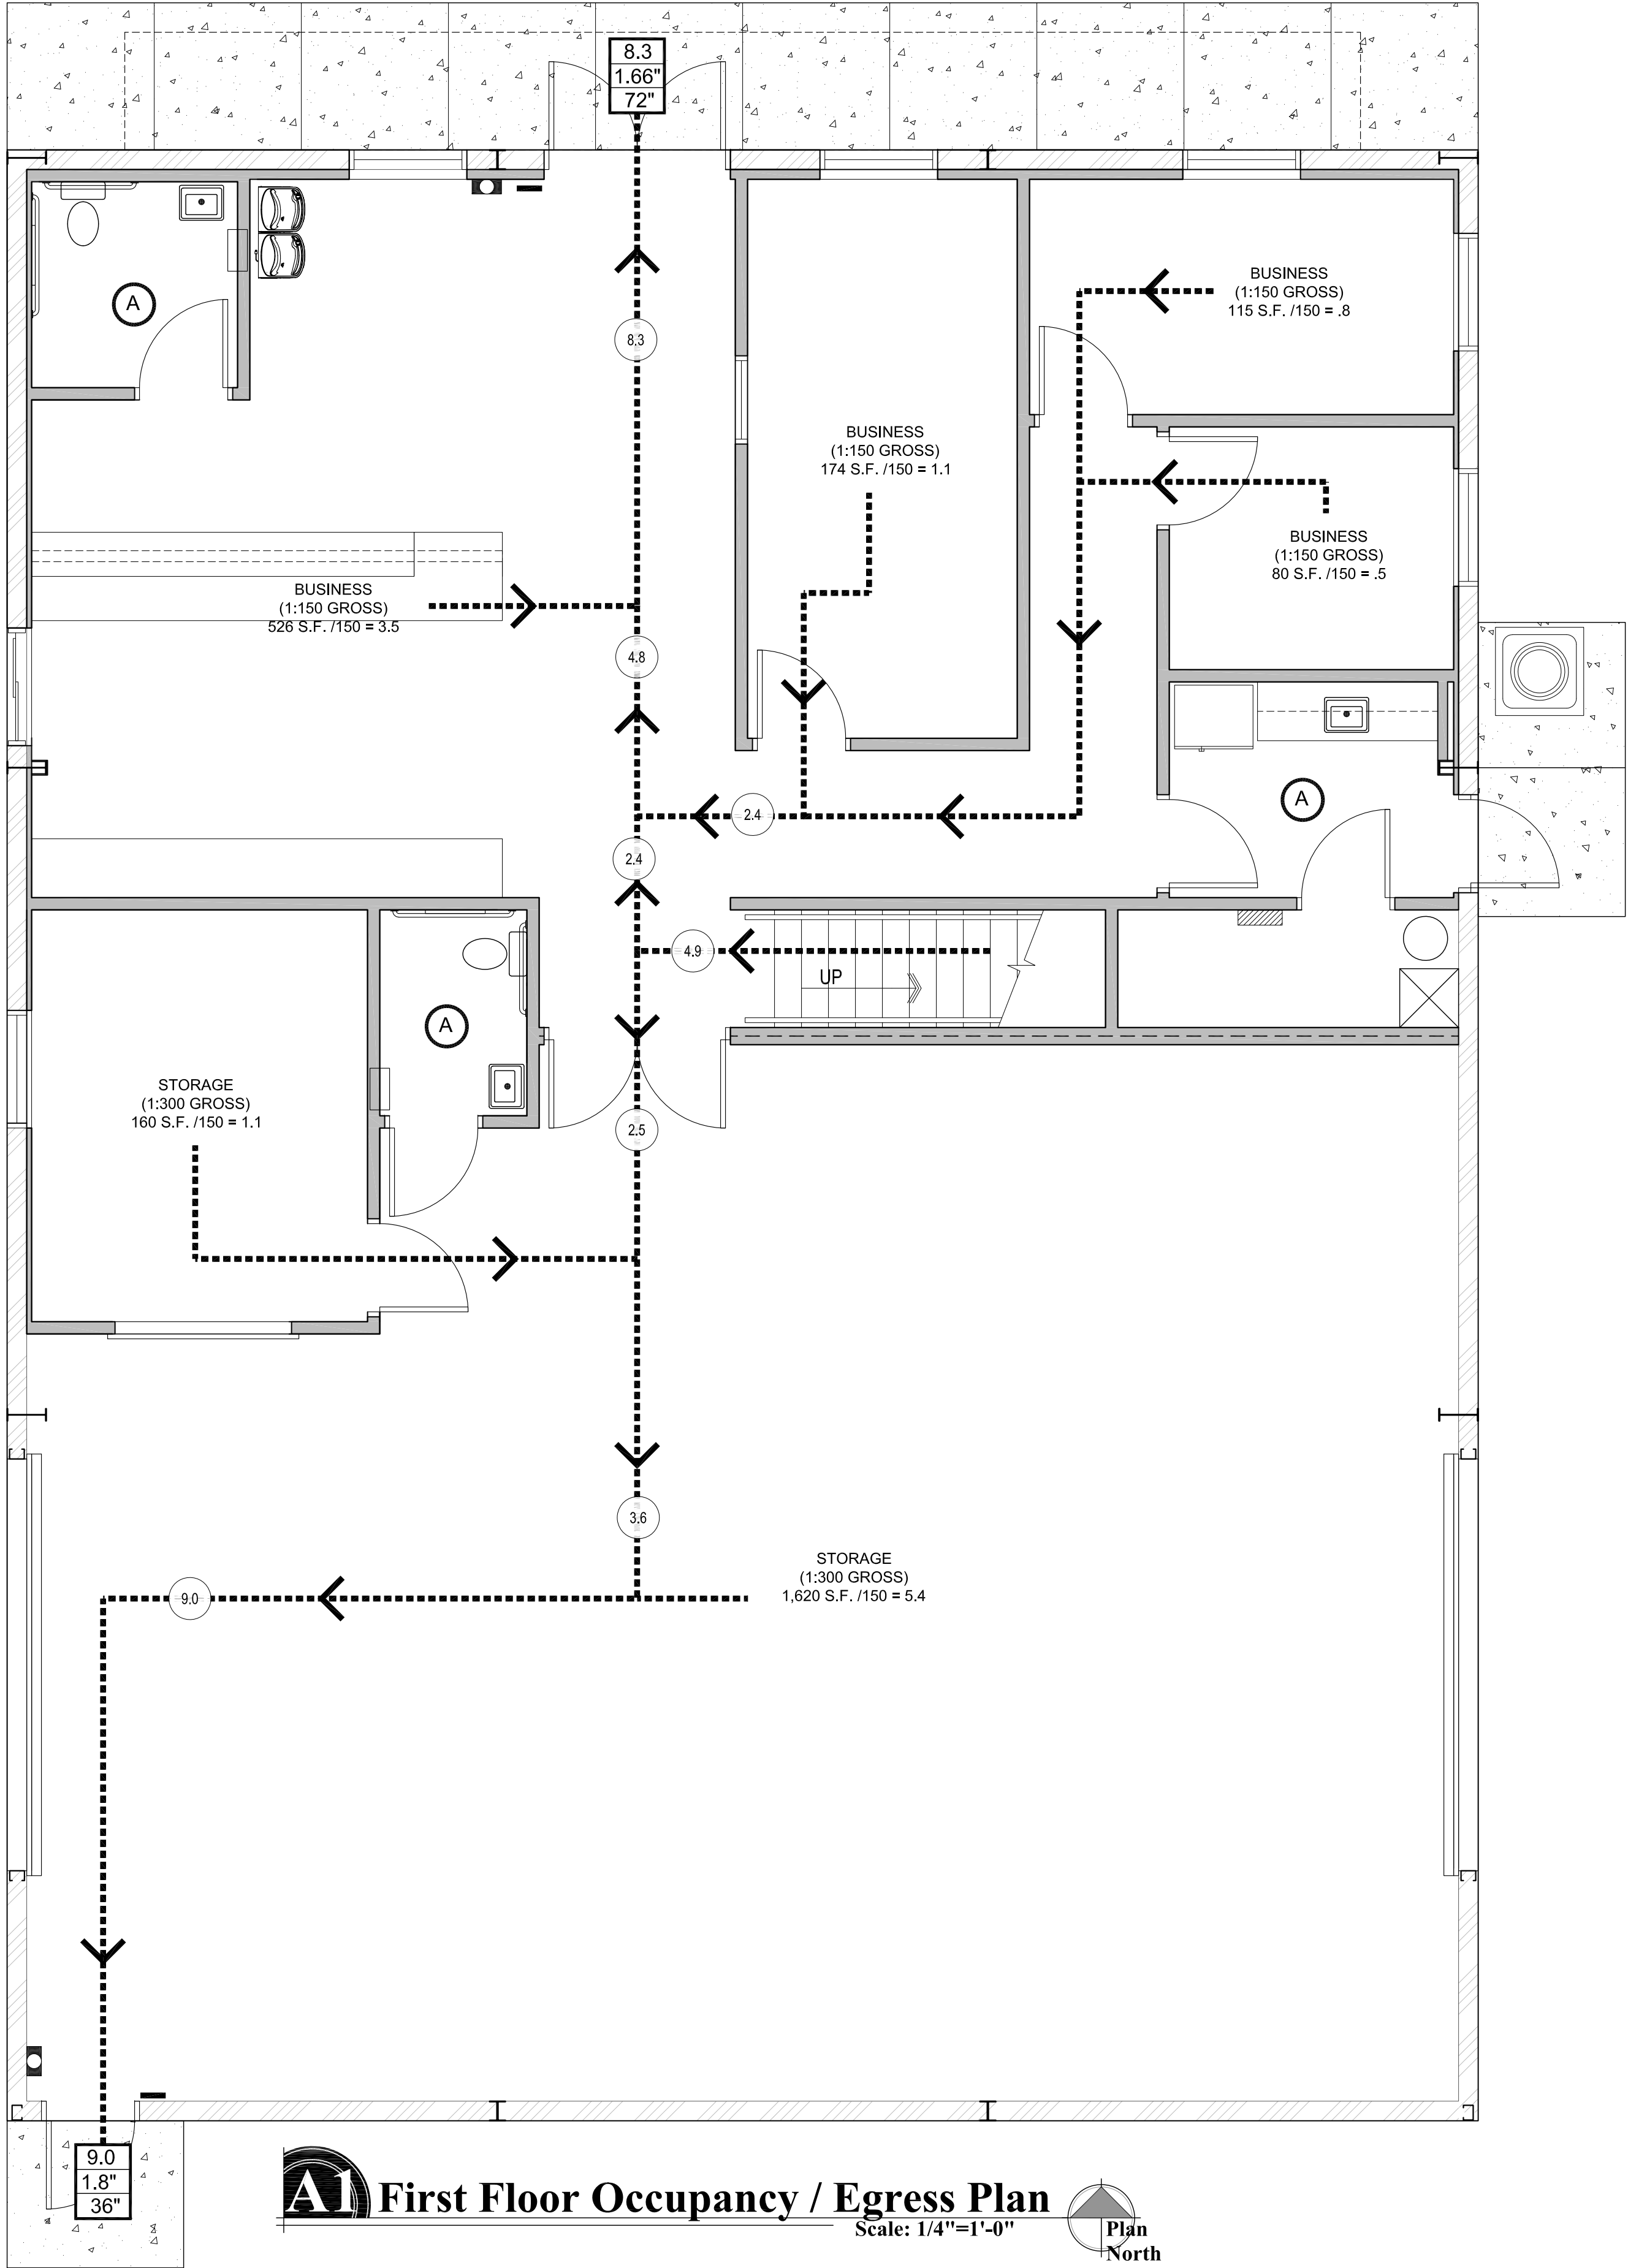 8.3
1.66"
72"
A
8.3
BUSINESS
(1:150 GROSS)
115 S.F. /150 = .8
BUSINESS
(1:150 GROSS)
174 S.F. /150 = 1.1
BUSINESS
(1:150 GROSS)
80 S.F. /150 = .5
BUSINESS
(1:150 GROSS)
526 S.F. /150 = 3.5
4.8
A
2.4
2.4
4.9
UP
A
STORAGE
(1:300 GROSS)
160 S.F. /150 = 1.1
2.5
3.6
STORAGE
(1:300 GROSS)
1,620 S.F. /150 = 5.4
9.0
9.0
1.8"
36"
A1 First Floor Occupancy / Egress Plan
Scale: 1/4"=1'-0"
Plan
North